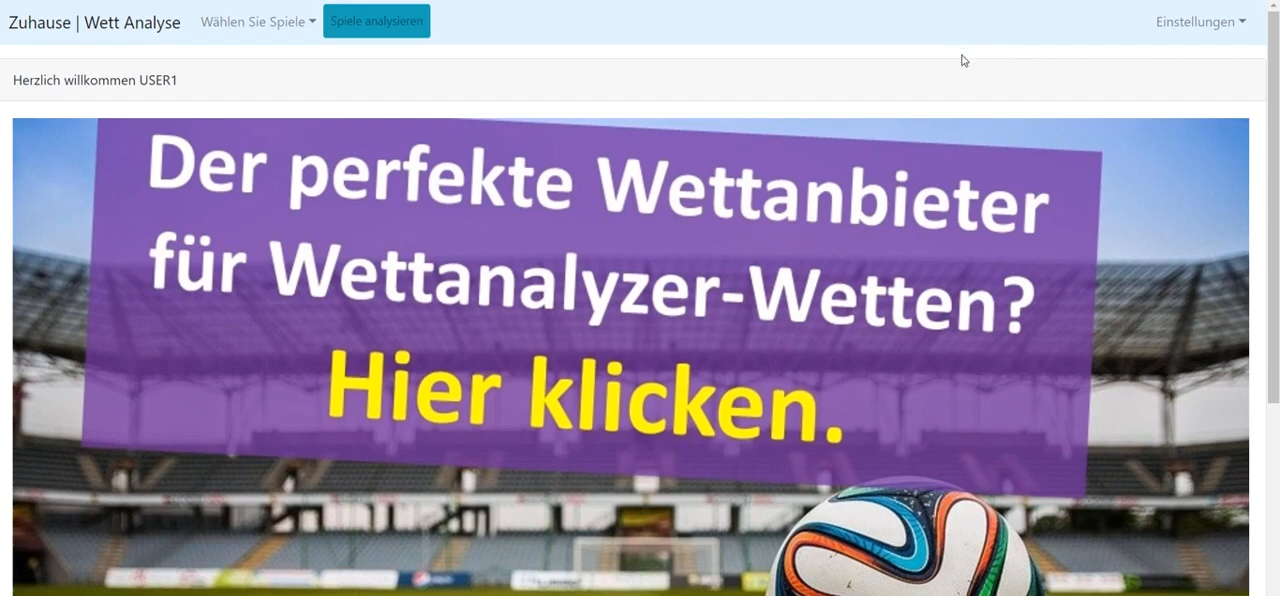 Zuhause | Wett Analyse Wählen Sie Spiele Spiele analysieren Einstellungen
Herzlich willkommen USER1
Der perfekte Wettanbieter
für Wettanalyzer-Wetten?
Hier klicken.